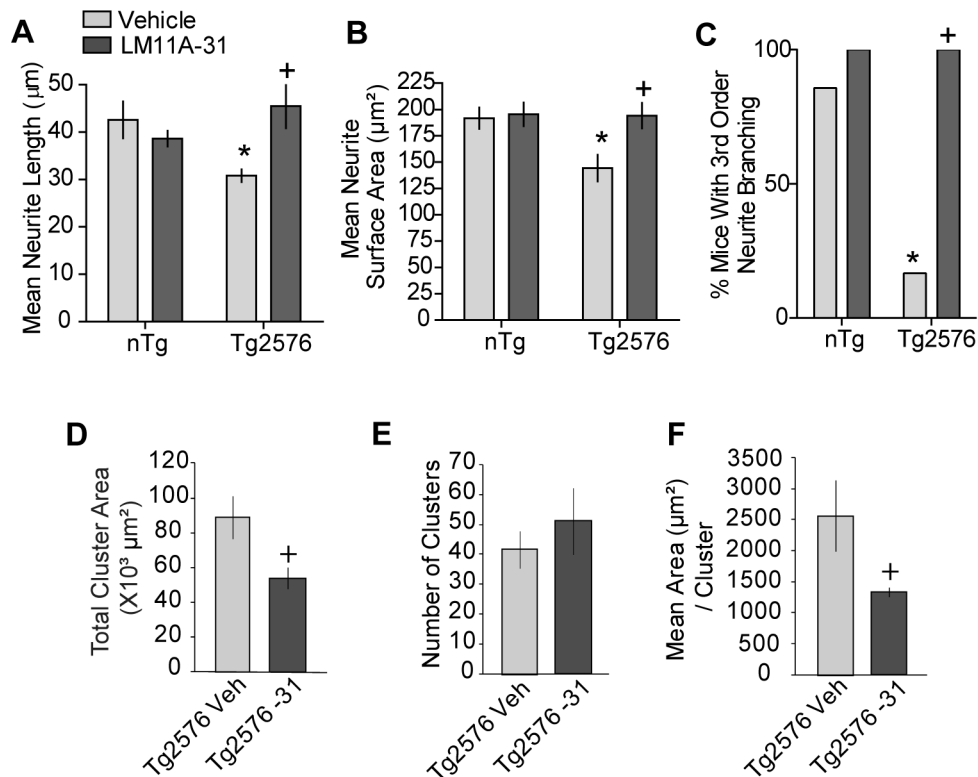 Vehicle
LM11A-31
A
Mean Neurite Length (µm)
50
40
30
20
10
0
*
+
nTg
Tg2576
B
Mean Neurite
Surface Area (µm²)
225
200
175
150
125
100
75
50
25
0
*
+
nTg
Tg2576
C
% Mice With 3rd Order
Neurite Branching
100
50
0
*
+
nTg
Tg2576
D
Total Cluster Area
(X10³ µm²)
120
100
80
60
40
20
0
+
Tg2576 Veh
Tg2576 -31
E
Number of Clusters
70
60
50
40
30
20
10
0
Tg2576 Veh
Tg2576 -31
F
Mean Area (µm²)
/ Cluster
3500
3000
2500
2000
1500
1000
500
0
+
Tg2576 Veh
Tg2576 -31